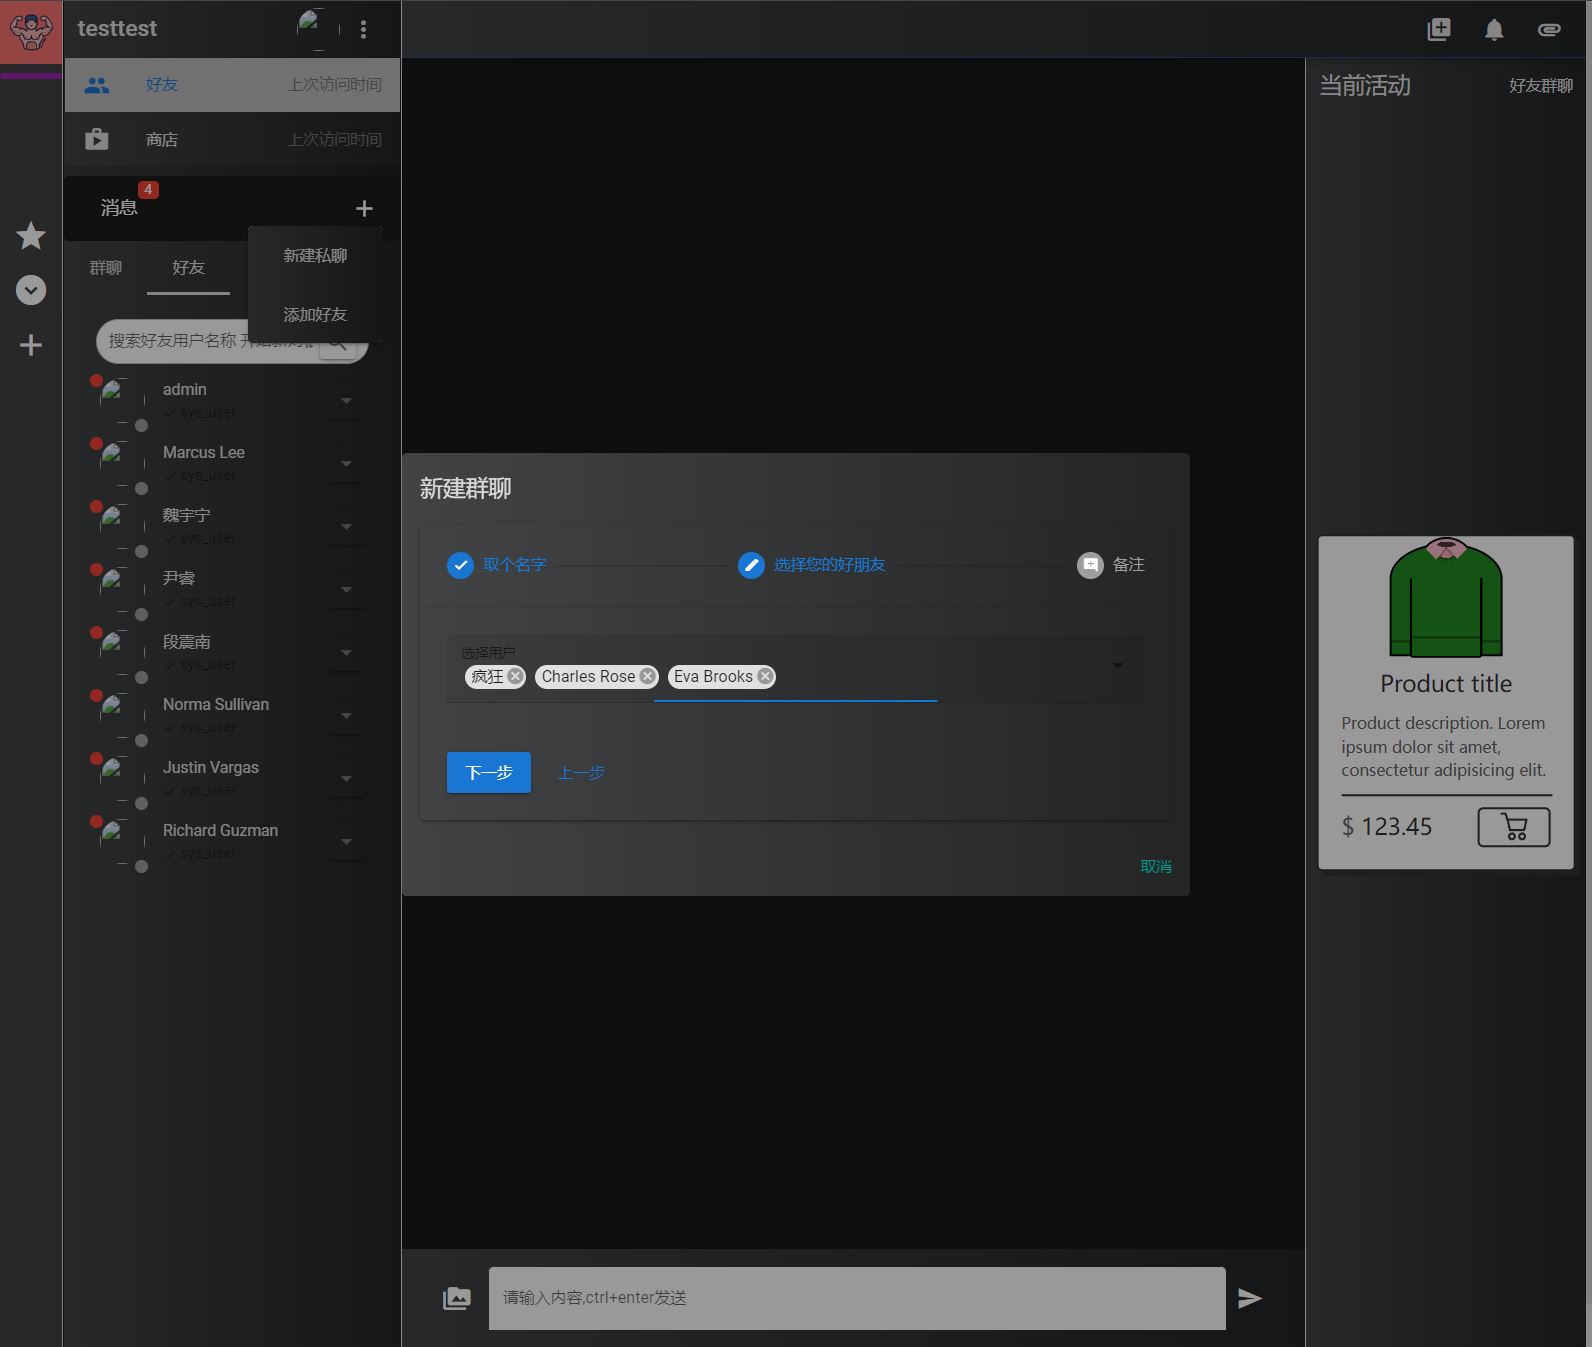 testtest
好友 上次访问时间
商店 上次访问时间
消息 4
新建私聊
添加好友
群聊 好友
搜索好友用户名称 开
admin
sys_user
Marcus Lee
sys_user
魏宇宁
sys_user
尹睿
sys_user
段震南
sys_user
Norma Sullivan
sys_user
Justin Vargas
sys_user
Richard Guzman
sys_user
新建群聊
取个名字 选择您的好朋友 备注
选择用户
疯狂 Charles Rose Eva Brooks
下一步 上一步
取消
请输入内容,ctrl+enter发送
当前活动 好友群聊
Product title
Product description. Lorem
ipsum dolor sit amet,
consectetur adipisicing elit.
$ 123.45